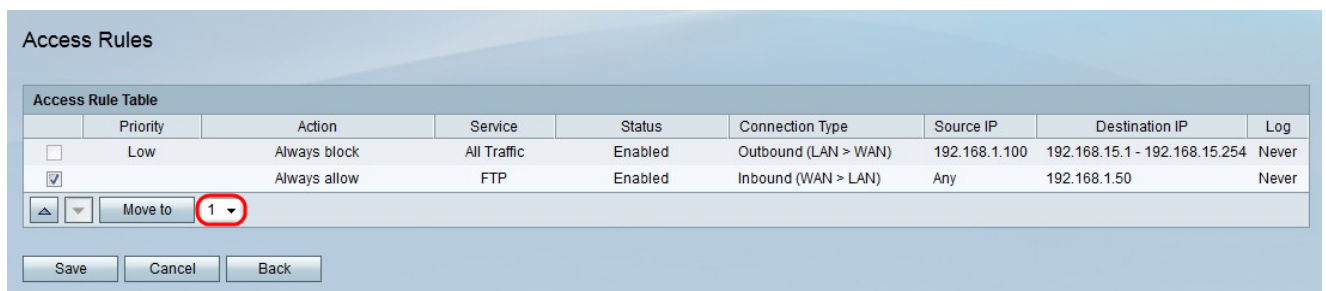 Access Rules
Access Rule Table
Priority Action Service Status Connection Type Source IP Destination IP Log
Low Always block All Traffic Enabled Outbound (LAN > WAN) 192.168.1.100 192.168.15.1 - 192.168.15.254 Never
Always allow FTP Enabled Inbound (WAN > LAN) Any 192.168.1.50 Never
Move to 1
Save Cancel Back